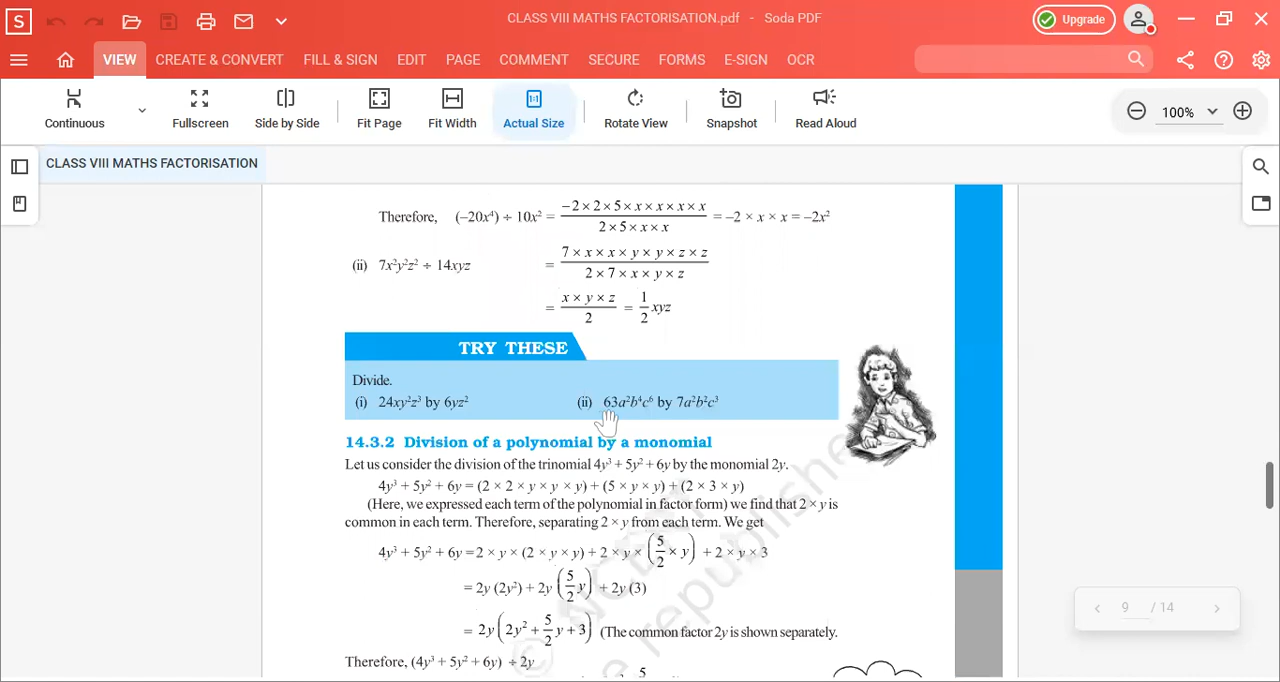 S
CLASS VIII MATHS FACTORISATION.pdf - Soda PDF
Upgrade
VIEW CREATE & CONVERT FILL & SIGN EDIT PAGE COMMENT SECURE FORMS E-SIGN OCR
Continuous Fullscreen Side by Side Fit Page Fit Width Actual Size Rotate View Snapshot Read Aloud 100%
CLASS VIII MATHS FACTORISATION
Therefore, (−20x⁴) ÷ 10x² = (−2 × 2 × 5 × x × x × x × x)/(2 × 5 × x × x) = −2 × x × x = −2x²
(ii) 7x²y²z² ÷ 14xyz = (7 × x × x × y × y × z × z)/(2 × 7 × x × y × z)
= (x × y × z)/2 = 1/2 xyz
TRY THESE
Divide.
(i) 24xy²z³ by 6yz² (ii) 63a²b⁴c⁶ by 7a²b²c³
14.3.2 Division of a polynomial by a monomial
Let us consider the division of the trinomial 4y³ + 5y² + 6y by the monomial 2y.
4y³ + 5y² + 6y = (2 × 2 × y × y × y) + (5 × y × y) + (2 × 3 × y)
(Here, we expressed each term of the polynomial in factor form) we find that 2 × y is
common in each term. Therefore, separating 2 × y from each term. We get
4y³ + 5y² + 6y = 2 × y × (2 × y × y) + 2 × y × (5/2 × y) + 2 × y × 3
= 2y (2y²) + 2y (5/2 y) + 2y (3)
= 2y (2y² + 5/2 y + 3) (The common factor 2y is shown separately.
Therefore, (4y³ + 5y² + 6y) ÷ 2y
9 / 14